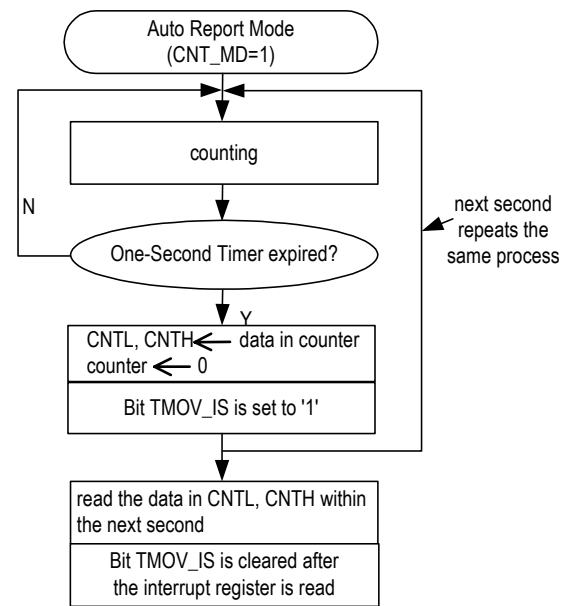 Auto Report Mode
(CNT_MD=1)
counting
N
next second
repeats the
same process
One-Second Timer expired?
Y
CNTL, CNTH ← data in counter
counter ← 0
Bit TMOV_IS is set to '1'
read the data in CNTL, CNTH within
the next second
Bit TMOV_IS is cleared after
the interrupt register is read